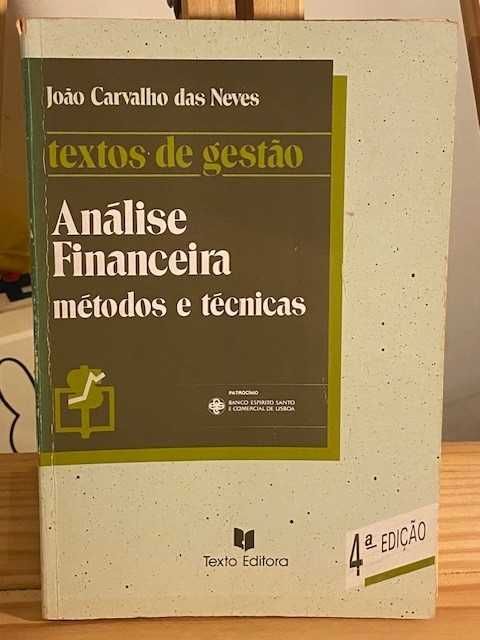 João Carvalho das Neves
textos de gestão
Análise
Financeira
métodos e técnicas
PATROCÍNIO
BANCO ESPIRITO SANTO
E COMERCIAL DE LISBOA
Texto Editora
4ª EDIÇÃO